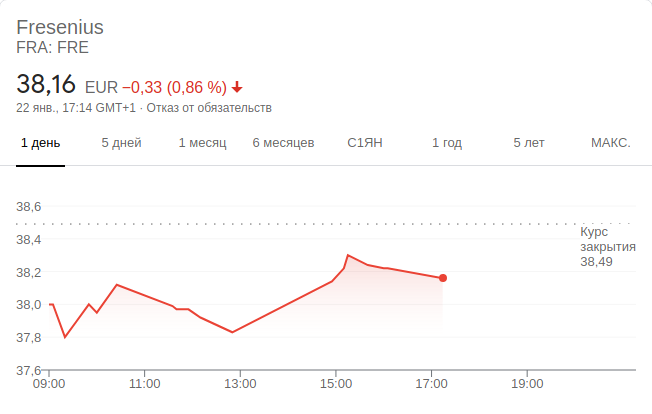 Fresenius
FRA: FRE
38,16 EUR −0,33 (0,86 %)
22 янв., 17:14 GMT+1 · Отказ от обязательств
1 день 5 дней 1 месяц 6 месяцев С1ЯН 1 год 5 лет МАКС.
38,6
Курс
38,4
закрытия
38,49
38,2
38,0
37,8
37,6
09:00 11:00 13:00 15:00 17:00 19:00